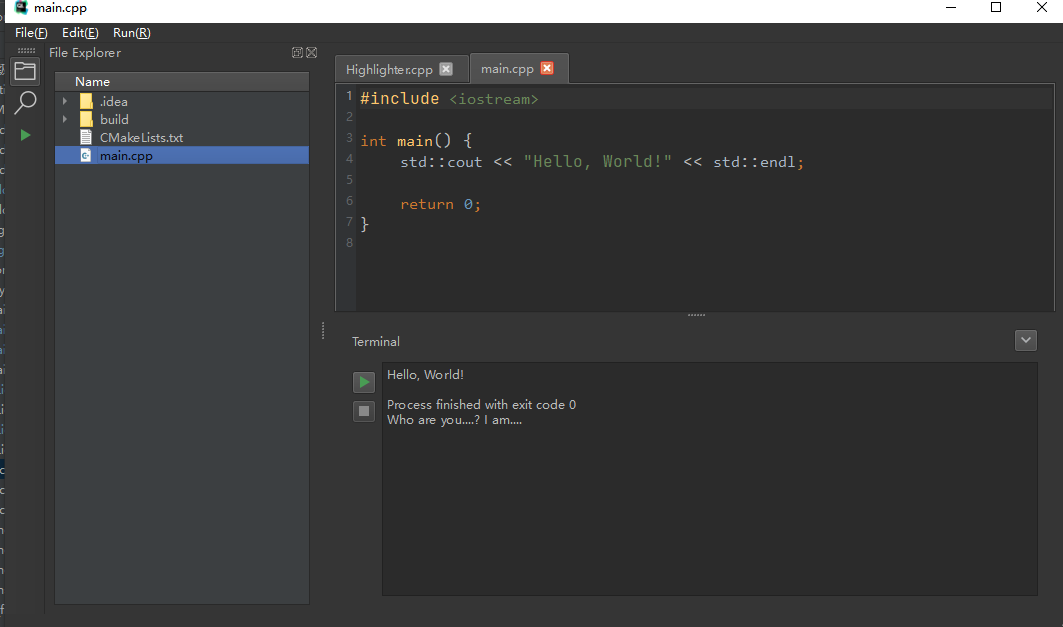 main.cpp
File(F) Edit(E) Run(R)
File Explorer
Name
.idea
build
CMakeLists.txt
main.cpp
Highlighter.cpp main.cpp
1 #include <iostream>
2
3 int main() {
4 std::cout << "Hello, World!" << std::endl;
5
6 return 0;
7 }
8
Terminal
Hello, World!
Process finished with exit code 0
Who are you....? I am....